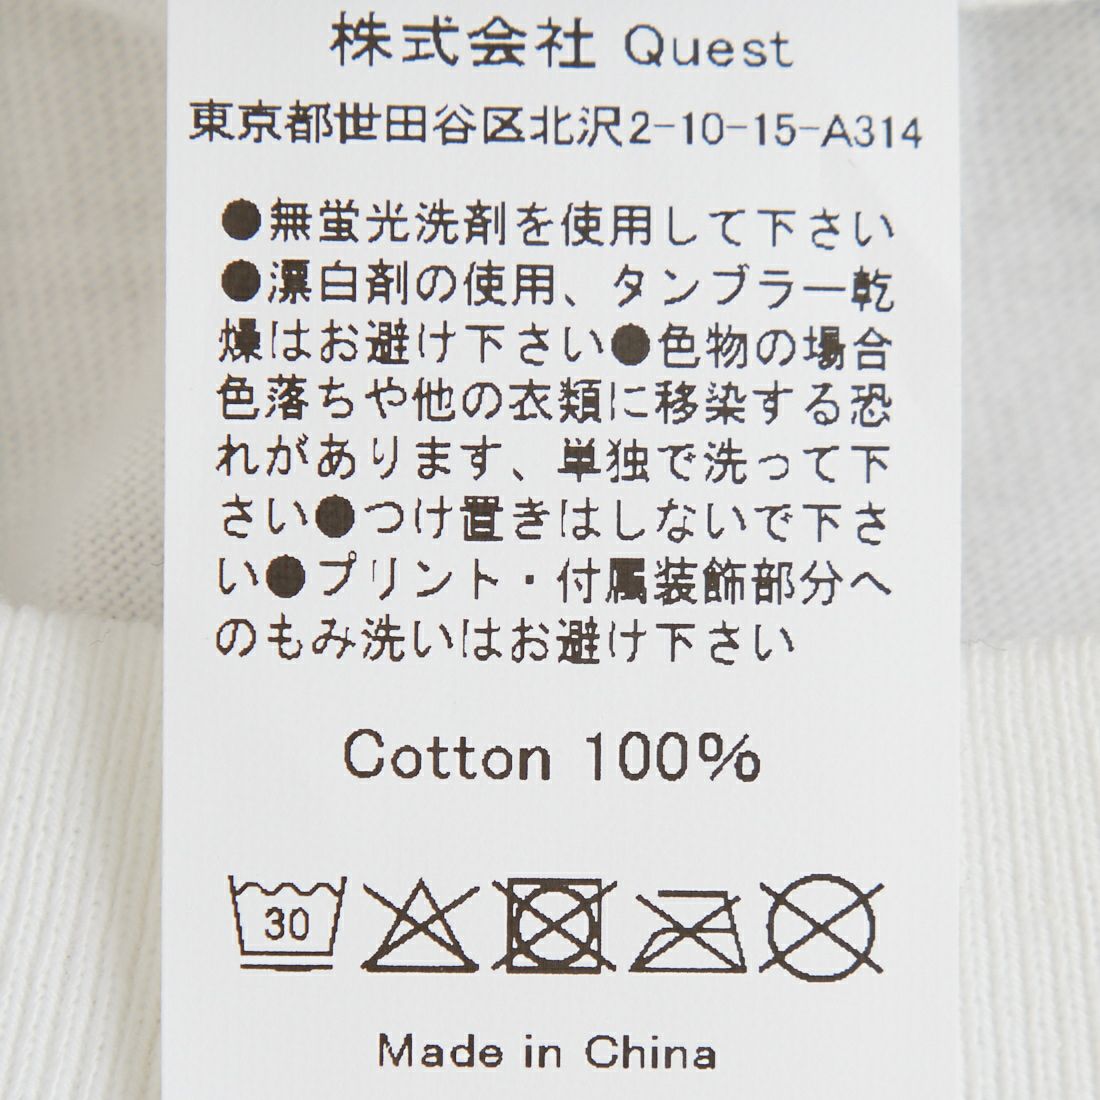 株式会社 Quest
東京都世田谷区北沢2-10-15-A314
●無蛍光洗剤を使用して下さい
●漂白剤の使用、タンブラー乾
燥はお避け下さい●色物の場合
色落ちや他の衣類に移染する恐
れがあります、単独で洗って下
さい●つけ置きはしないで下さ
い●プリント・付属装飾部分へ
のもみ洗いはお避け下さい
Cotton 100%
30
Made in China